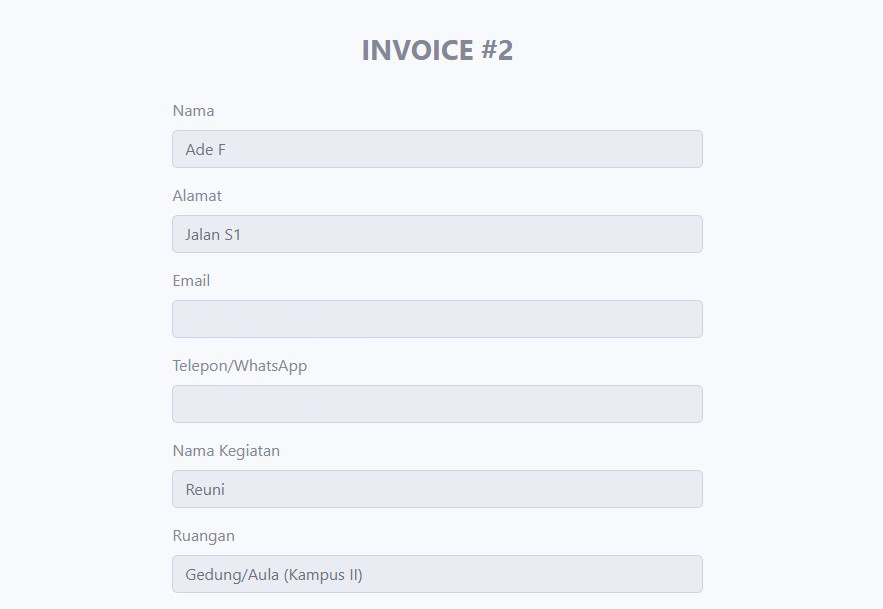 INVOICE #2
Nama
Ade F
Alamat
Jalan S1
Email
Telepon/WhatsApp
Nama Kegiatan
Reuni
Ruangan
Gedung/Aula (Kampus II)